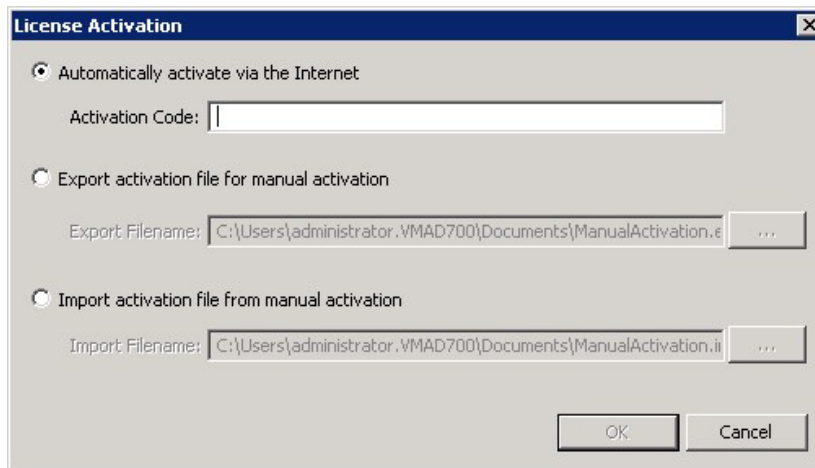 License Activation
Automatically activate via the Internet
Activation Code:
Export activation file for manual activation
Export Filename: C:\Users\administrator.VMAD700\Documents\ManualActivation.e ...
Import activation file from manual activation
Import Filename: C:\Users\administrator.VMAD700\Documents\ManualActivation.i ...
OK Cancel